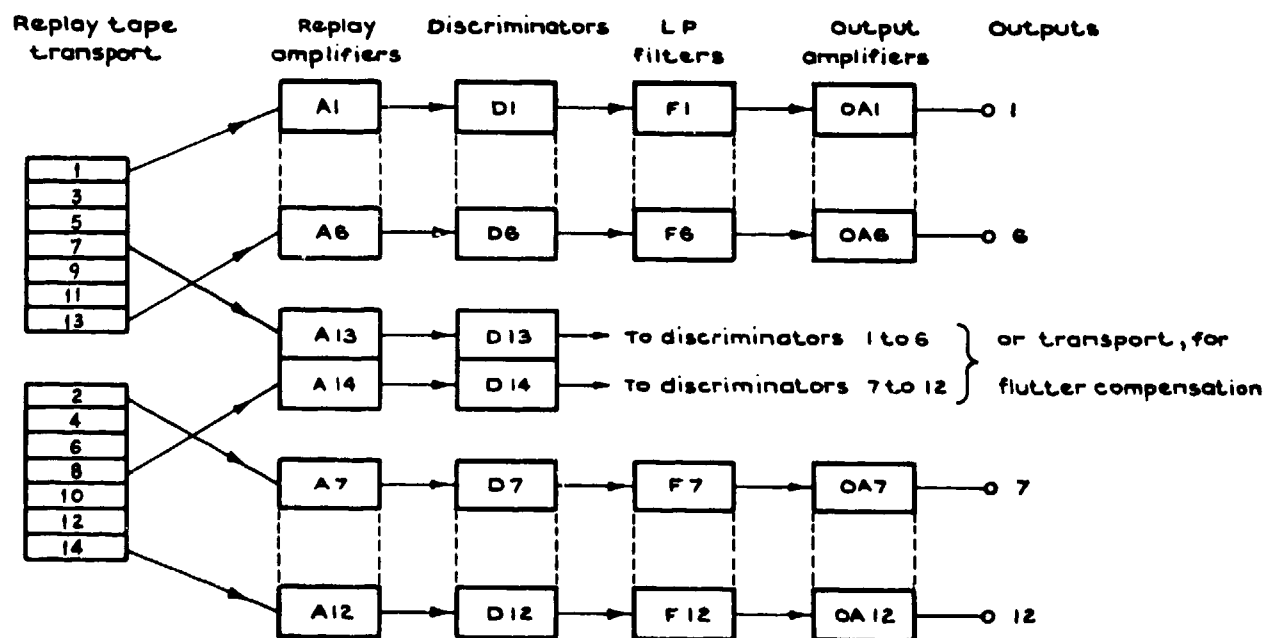 Replay tape transport
Replay amplifiers
Discriminators
LP filters
Output amplifiers
Outputs
A1
D1
F1
OA1
1
1
3
5
7
9
11
13
A6
D6
F6
OA6
6
A13
D13
To discriminators 1 to 6
A14
D14
To discriminators 7 to 12
or transport, for
flutter compensation
2
4
6
8
10
12
14
A7
D7
F7
OA7
7
A12
D12
F12
OA12
12